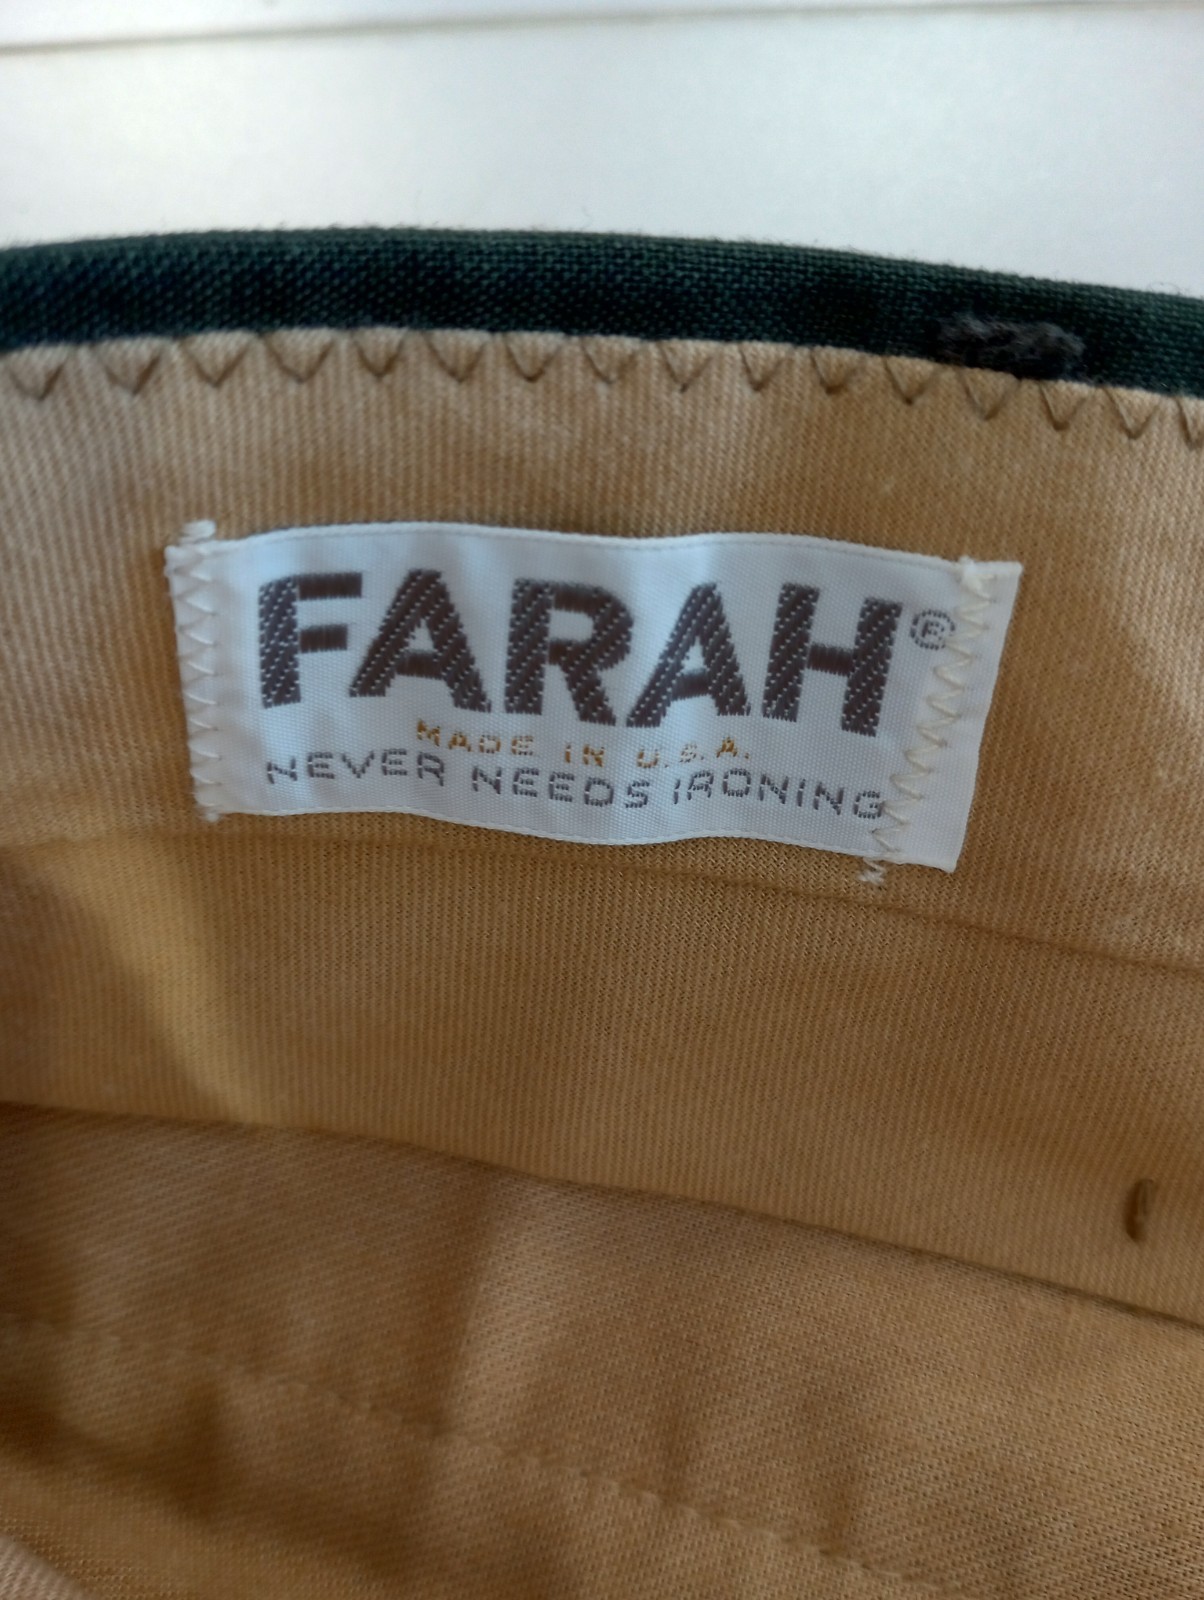 FARAH®
MADE IN U.S.A.
NEVER NEEDS IRONING